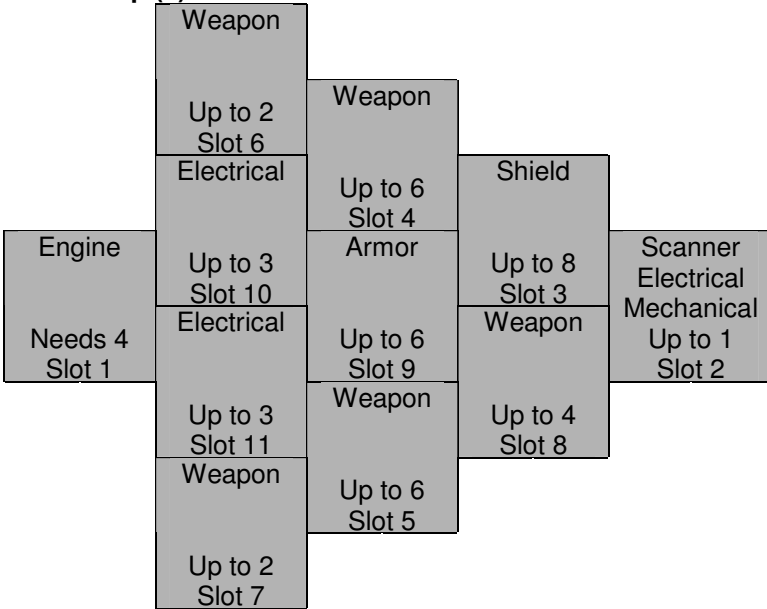 Weapon
Up to 2
Slot 6
Weapon
Up to 6
Slot 4
Electrical
Up to 3
Slot 10
Shield
Up to 8
Slot 3
Engine
Needs 4
Slot 1
Armor
Up to 6
Slot 9
Scanner
Electrical
Mechanical
Up to 1
Slot 2
Electrical
Up to 3
Slot 11
Weapon
Up to 4
Slot 8
Weapon
Up to 6
Slot 5
Weapon
Up to 2
Slot 7